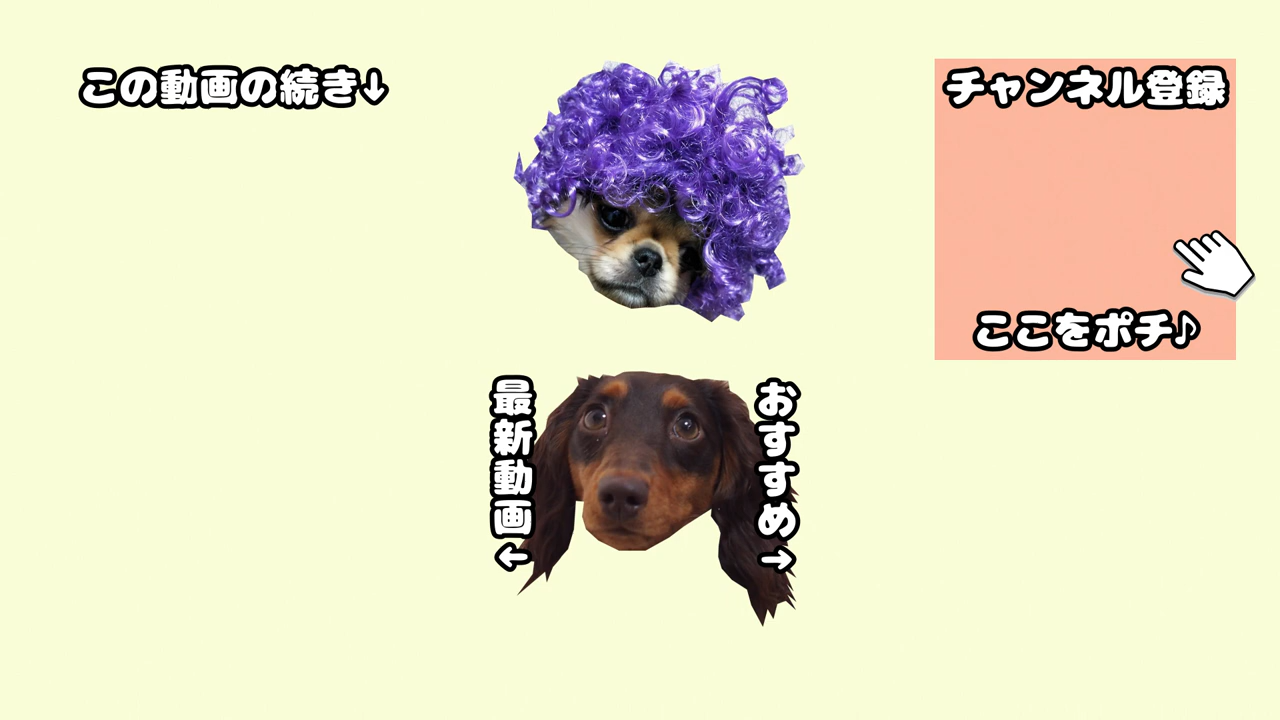 この動画の続き↓
チャンネル登録
ここをポチ♪
最新動画←
おすすめ→